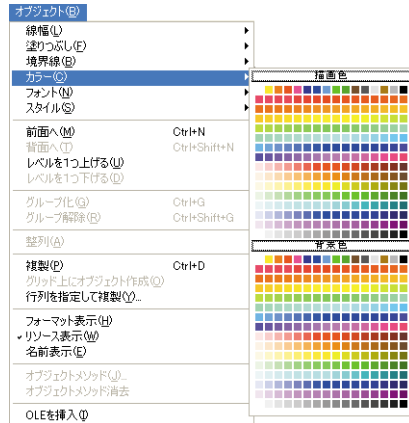 オブジェクト(B)
線幅(L)
塗りつぶし(F)
境界線(B)
カラー(C)
フォント(N)
スタイル(S)
前面へ(M) Ctrl+N
背面へ(T) Ctrl+Shift+N
レベルを1つ上げる(U)
レベルを1つ下げる(D)
グループ化(G) Ctrl+G
グループ解除(R) Ctrl+Shift+G
整列(A)
複製(P) Ctrl+D
グリッド上にオブジェクト作成(O)
行列を指定して複製(Y)...
フォーマット表示(H)
✓リソース表示(W)
名前表示(E)
オブジェクトメソッド(J)...
オブジェクトメソッド消去
OLEを挿入(I)
描画色
背景色